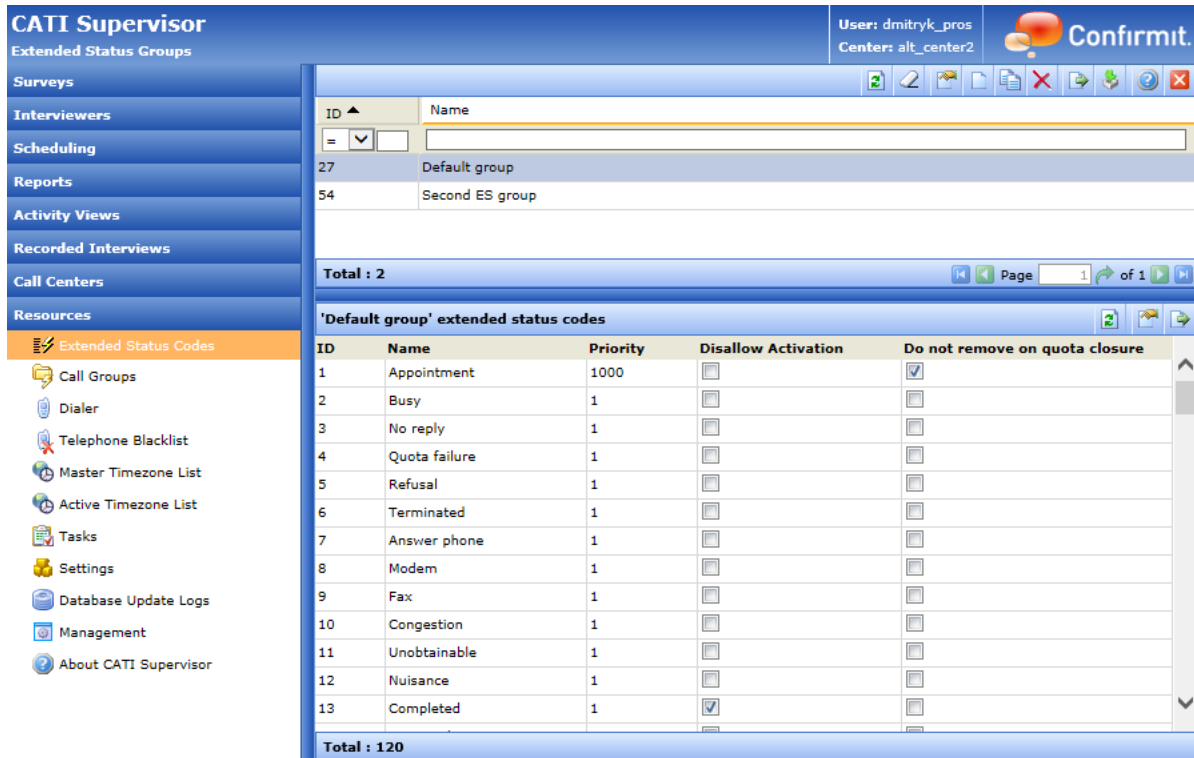 CATI Supervisor
Extended Status Groups
User: dmitryk_pros
Center: alt_center2
Confirmit.
Surveys
Interviewers
Scheduling
Reports
Activity Views
Recorded Interviews
Call Centers
Resources
Extended Status Codes
Call Groups
Dialer
Telephone Blacklist
Master Timezone List
Active Timezone List
Tasks
Settings
Database Update Logs
Management
About CATI Supervisor
ID Name
=
27 Default group
54 Second ES group
Total : 2 Page 1 of 1
'Default group' extended status codes
ID Name Priority Disallow Activation Do not remove on quota closure
1 Appointment 1000
2 Busy 1
3 No reply 1
4 Quota failure 1
5 Refusal 1
6 Terminated 1
7 Answer phone 1
8 Modem 1
9 Fax 1
10 Congestion 1
11 Unobtainable 1
12 Nuisance 1
13 Completed 1
Total : 120